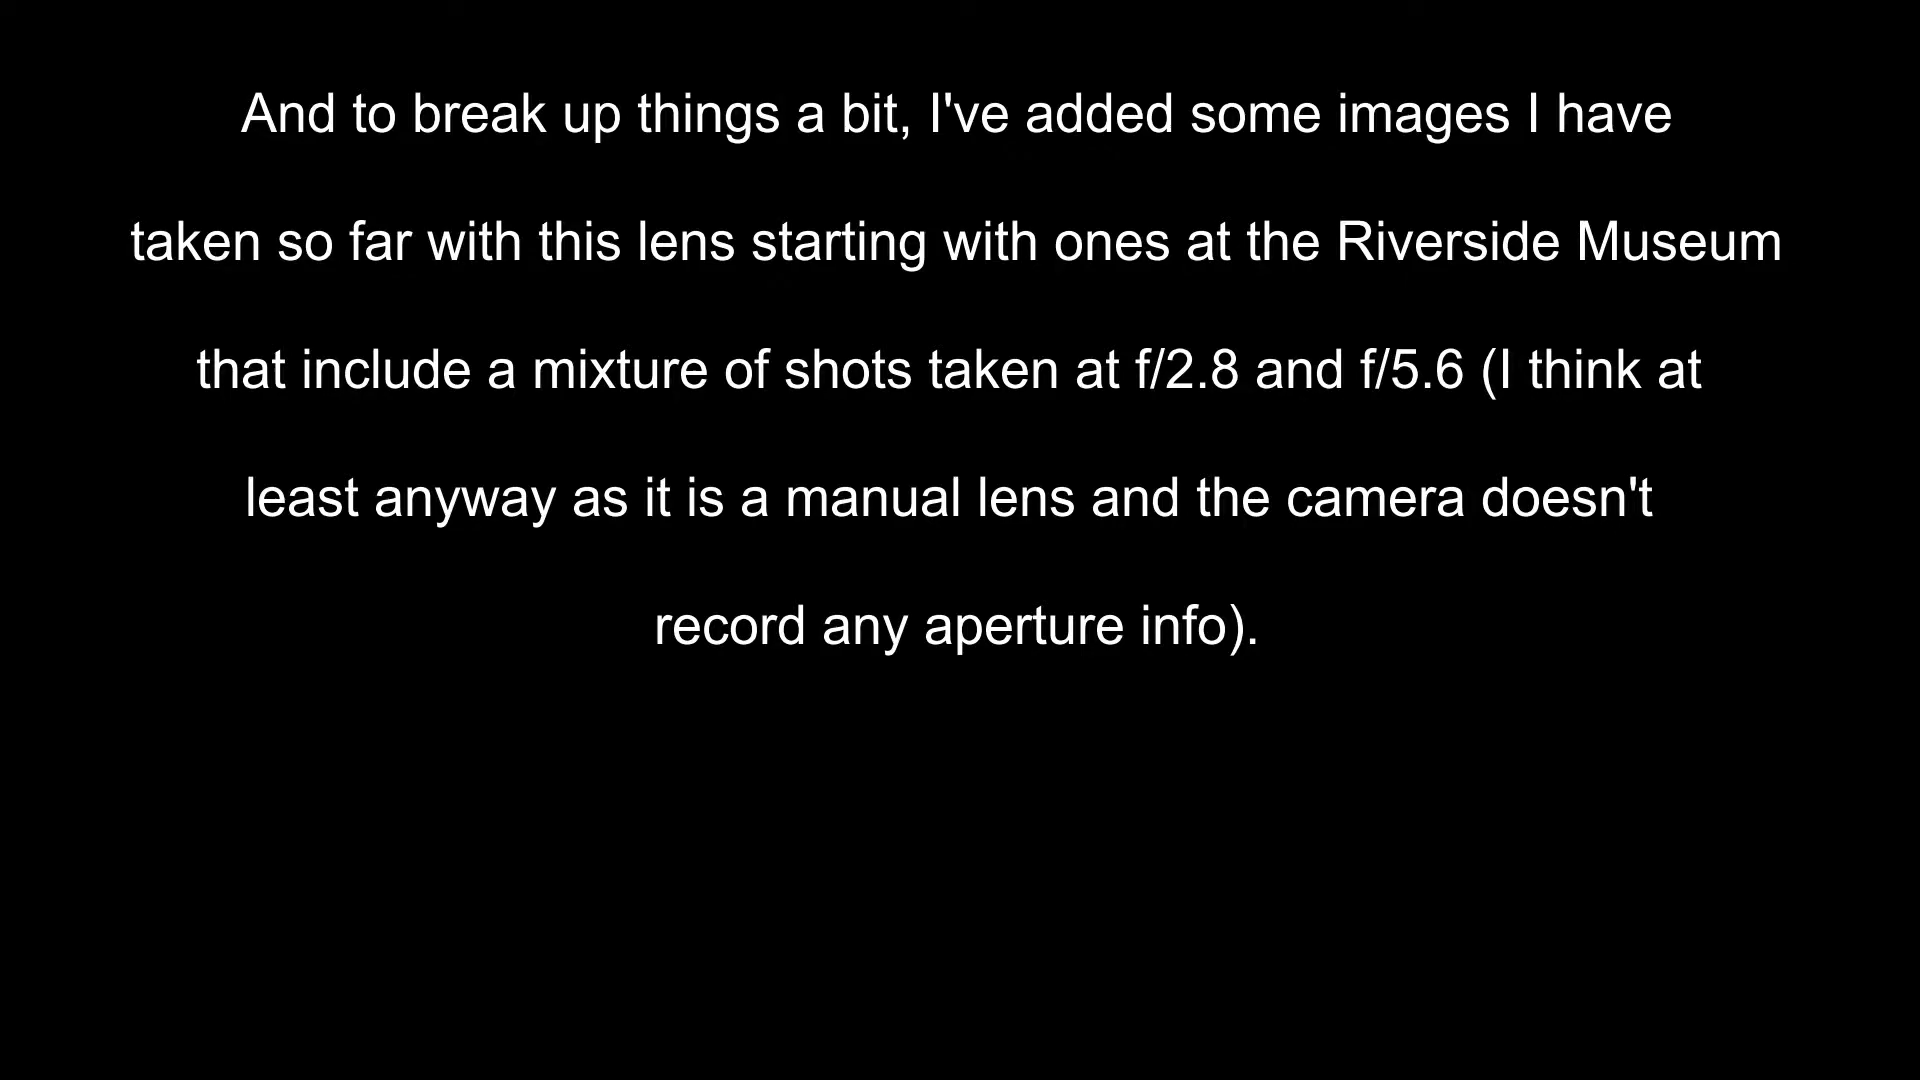 And to break up things a bit, I've added some images I have
taken so far with this lens starting with ones at the Riverside Museum
that include a mixture of shots taken at f/2.8 and f/5.6 (I think at
least anyway as it is a manual lens and the camera doesn't
record any aperture info).